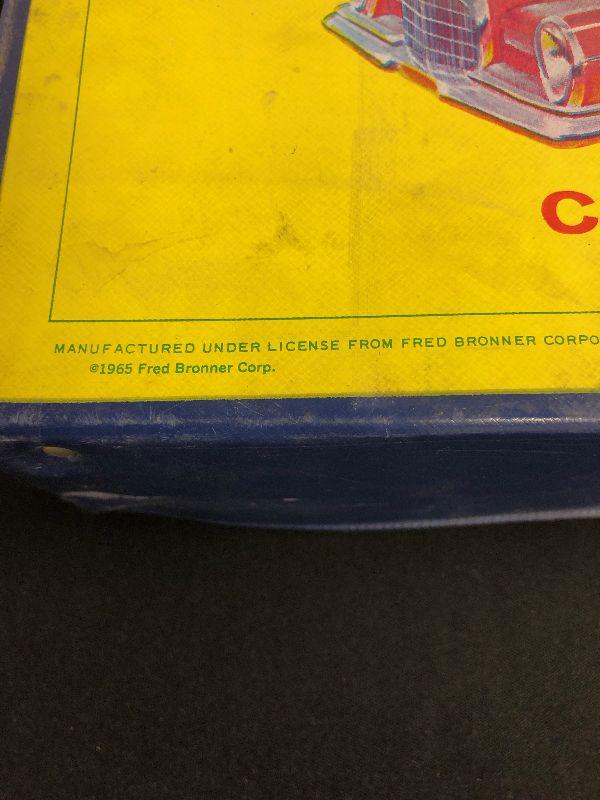 C
MANUFACTURED UNDER LICENSE FROM FRED BRONNER CORPO
©1965 Fred Bronner Corp.